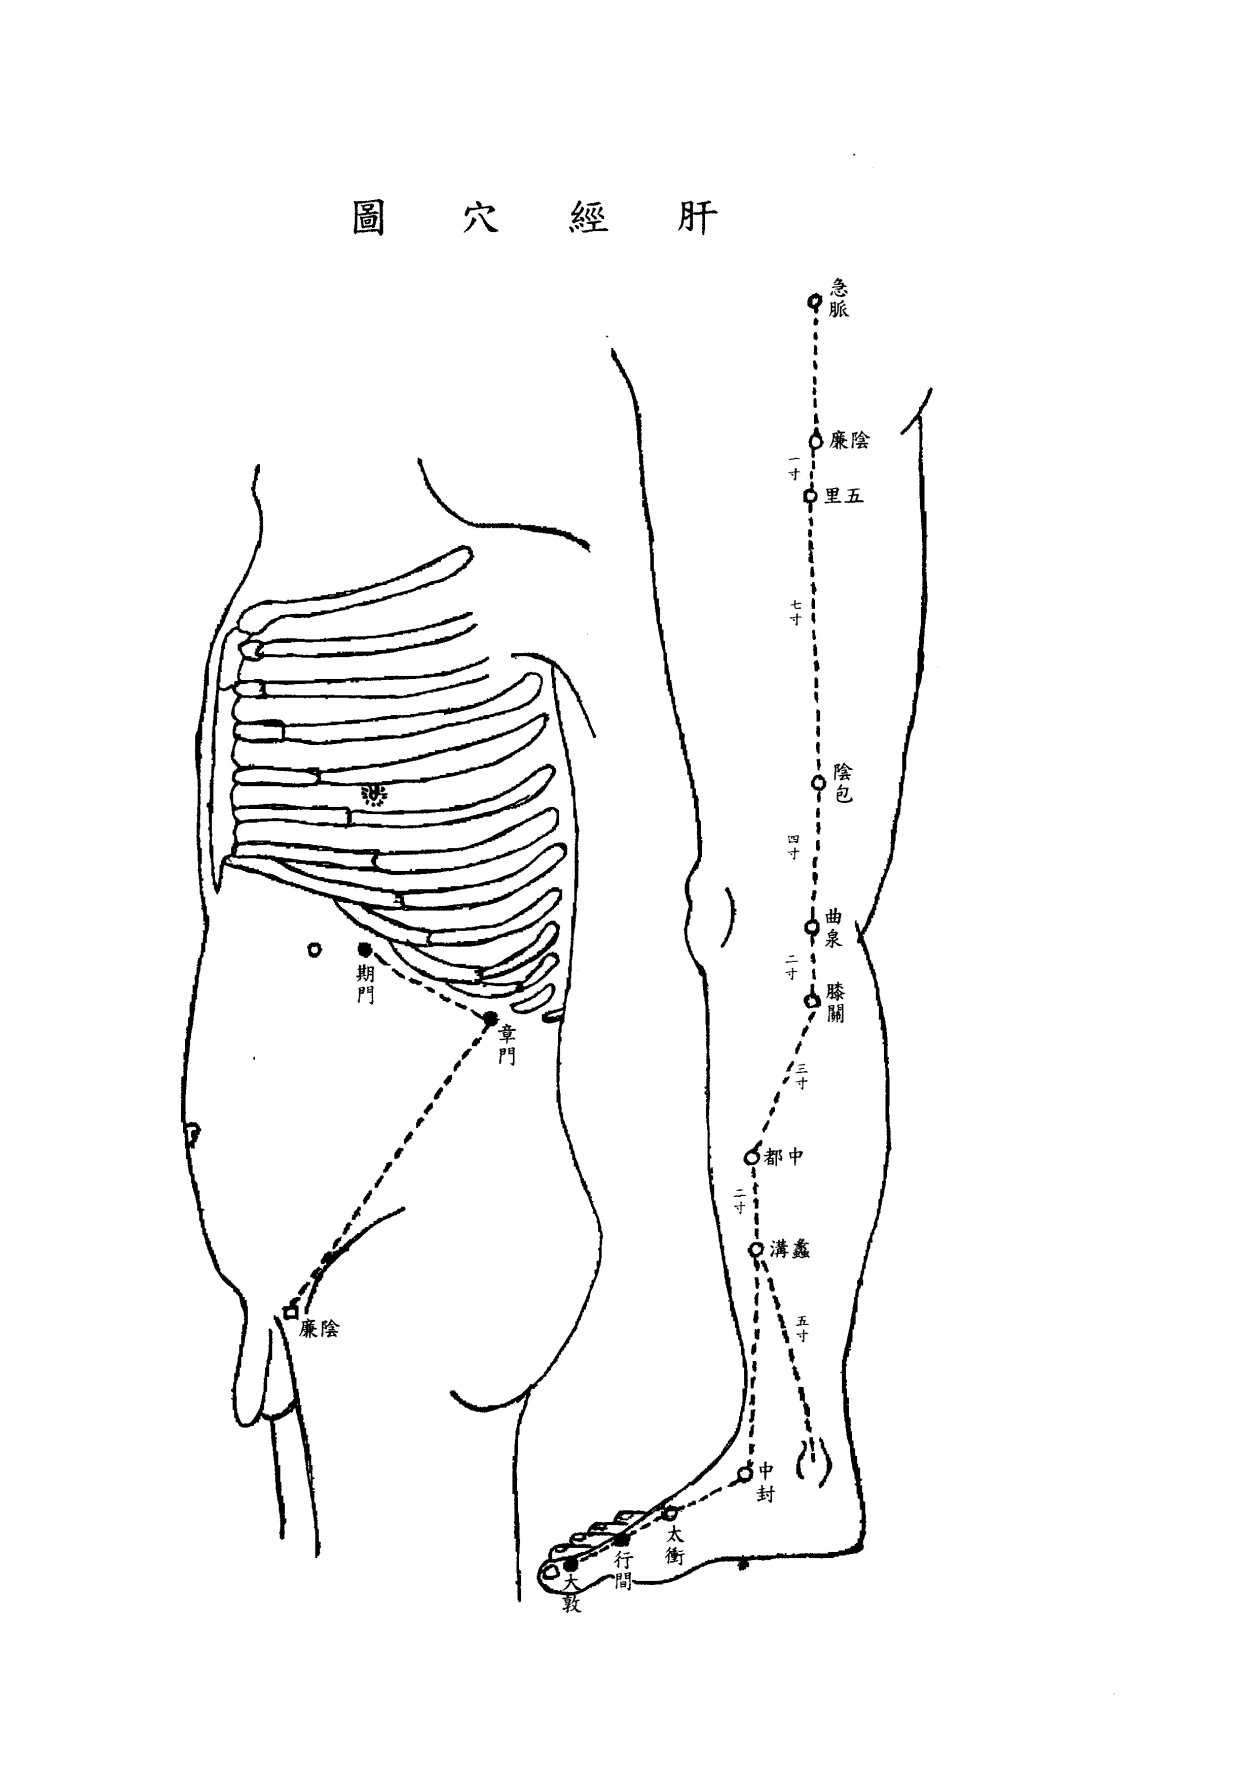 肝經穴圖
急脈
陰廉
一寸
五里
七寸
陰包
四寸
曲泉
二寸
膝關
三寸
中都
二寸
蠡溝
五寸
中封
太衝
行間
大敦
期門
章門
陰廉